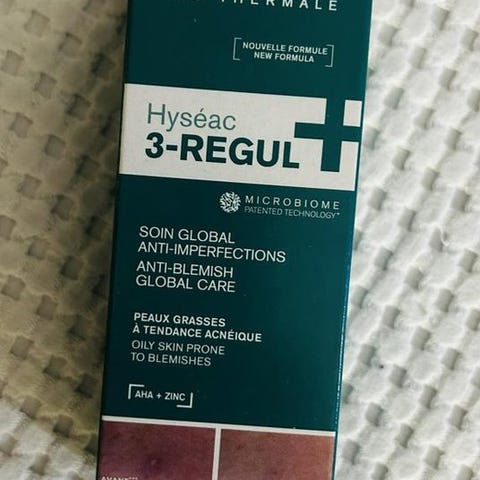 THERMALE
NOUVELLE FORMULE
NEW FORMULA
Hyséac
3-REGUL+
MICROBIOME
PATENTED TECHNOLOGY*
SOIN GLOBAL
ANTI-IMPERFECTIONS
ANTI-BLEMISH
GLOBAL CARE
PEAUX GRASSES
À TENDANCE ACNÉIQUE
OILY SKIN PRONE
TO BLEMISHES
AHA + ZINC